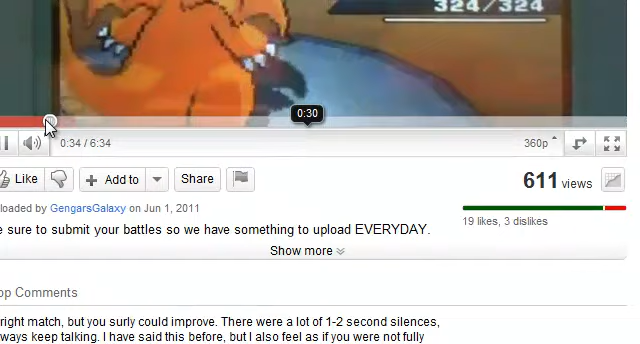 324/324
0:30
0:34 / 6:34
360p
Like
Add to
Share
611 views
loaded by GengarsGalaxy on Jun 1, 2011
19 likes, 3 dislikes
e sure to submit your battles so we have something to upload EVERYDAY.
Show more
op Comments
right match, but you surly could improve. There were a lot of 1-2 second silences,
ways keep talking. I have said this before, but I also feel as if you were not fully